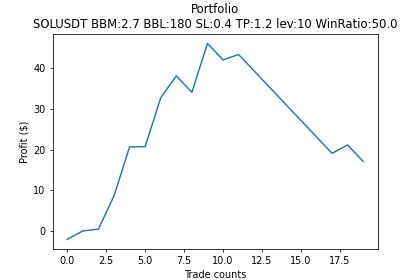 Portfolio
SOLUSDT BBM:2.7 BBL:180 SL:0.4 TP:1.2 lev:10 WinRatio:50.0
Profit ($)
40
30
20
10
0
0.0 2.5 5.0 7.5 10.0 12.5 15.0 17.5
Trade counts